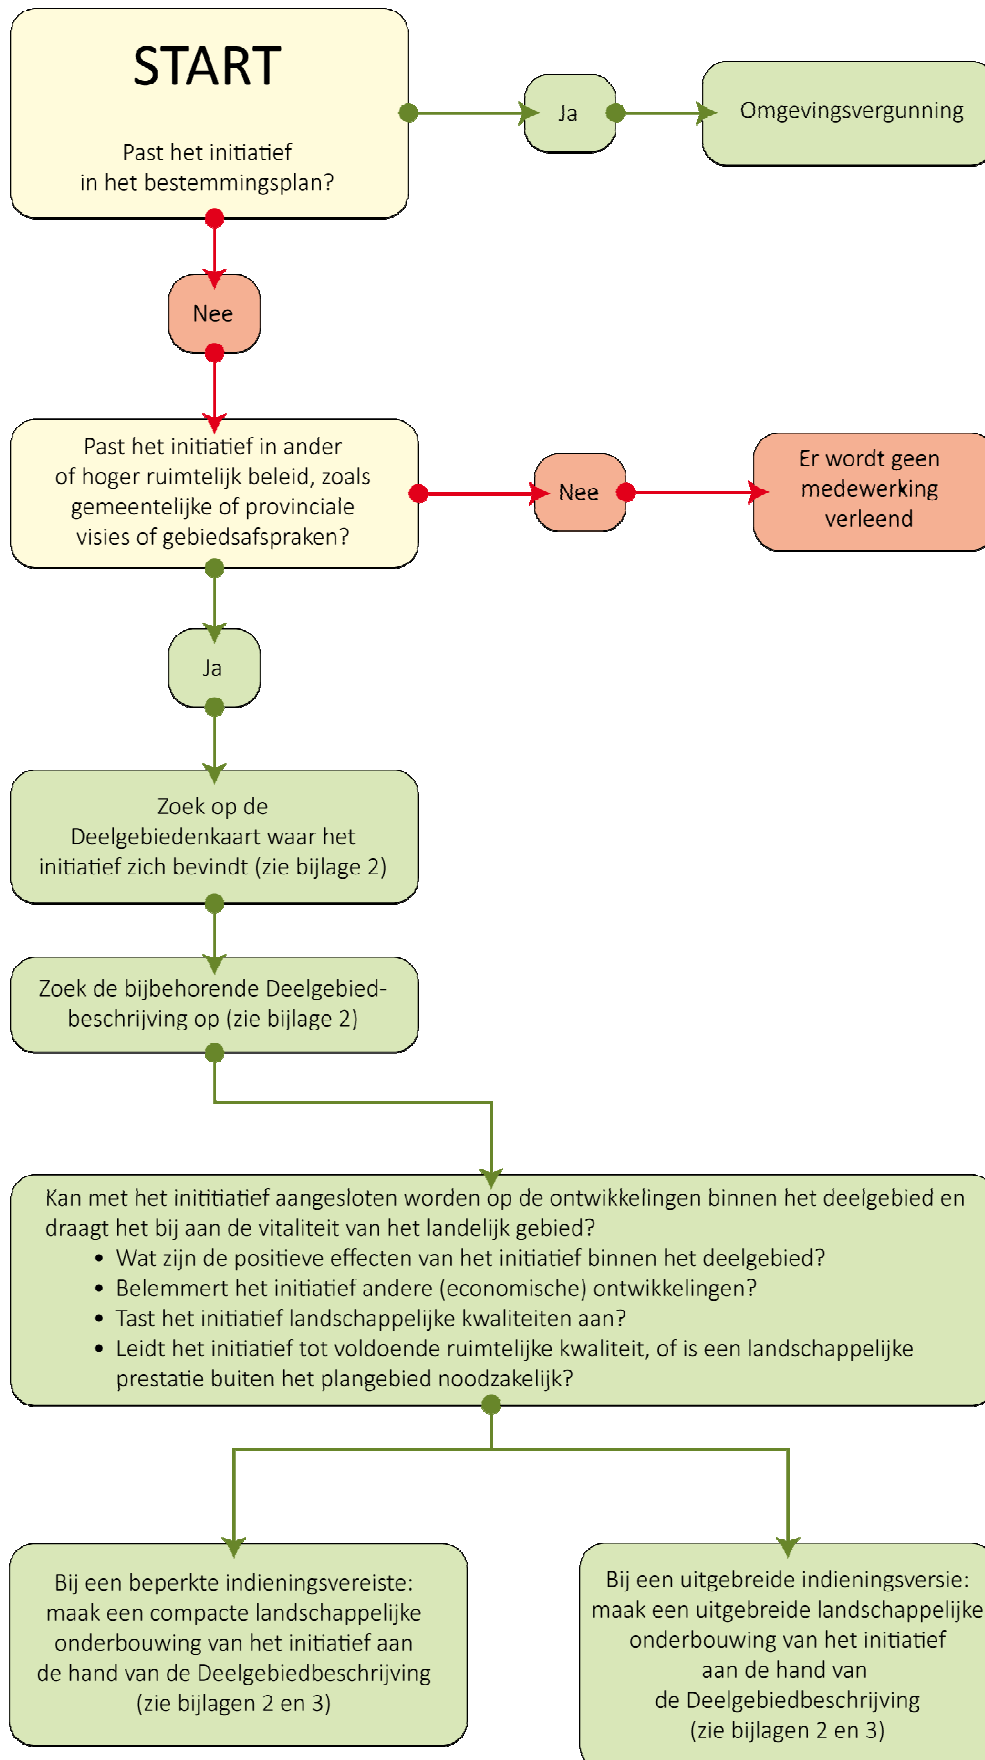 START
Past het initiatief
in het bestemmingsplan?
Ja
Omgevingsvergunning
Nee
Past het initiatief in ander
of hoger ruimtelijk beleid, zoals
gemeentelijke of provinciale
visies of gebiedsafspraken?
Nee
Er wordt geen
medewerking
verleend
Ja
Zoek op de
Deelgebiedenkaart waar het
initiatief zich bevindt (zie bijlage 2)
Zoek de bijbehorende Deelgebied-
beschrijving op (zie bijlage 2)
Kan met het inititiatief aangesloten worden op de ontwikkelingen binnen het deelgebied en
draagt het bij aan de vitaliteit van het landelijk gebied?
• Wat zijn de positieve effecten van het initiatief binnen het deelgebied?
• Belemmert het initiatief andere (economische) ontwikkelingen?
• Tast het initiatief landschappelijke kwaliteiten aan?
• Leidt het initiatief tot voldoende ruimtelijke kwaliteit, of is een landschappelijke
prestatie buiten het plangebied noodzakelijk?
Bij een beperkte indieningsvereiste:
maak een compacte landschappelijke
onderbouwing van het initiatief aan
de hand van de Deelgebiedbeschrijving
(zie bijlagen 2 en 3)
Bij een uitgebreide indieningsversie:
maak een uitgebreide landschappelijke
onderbouwing van het initiatief
aan de hand van
de Deelgebiedbeschrijving
(zie bijlagen 2 en 3)